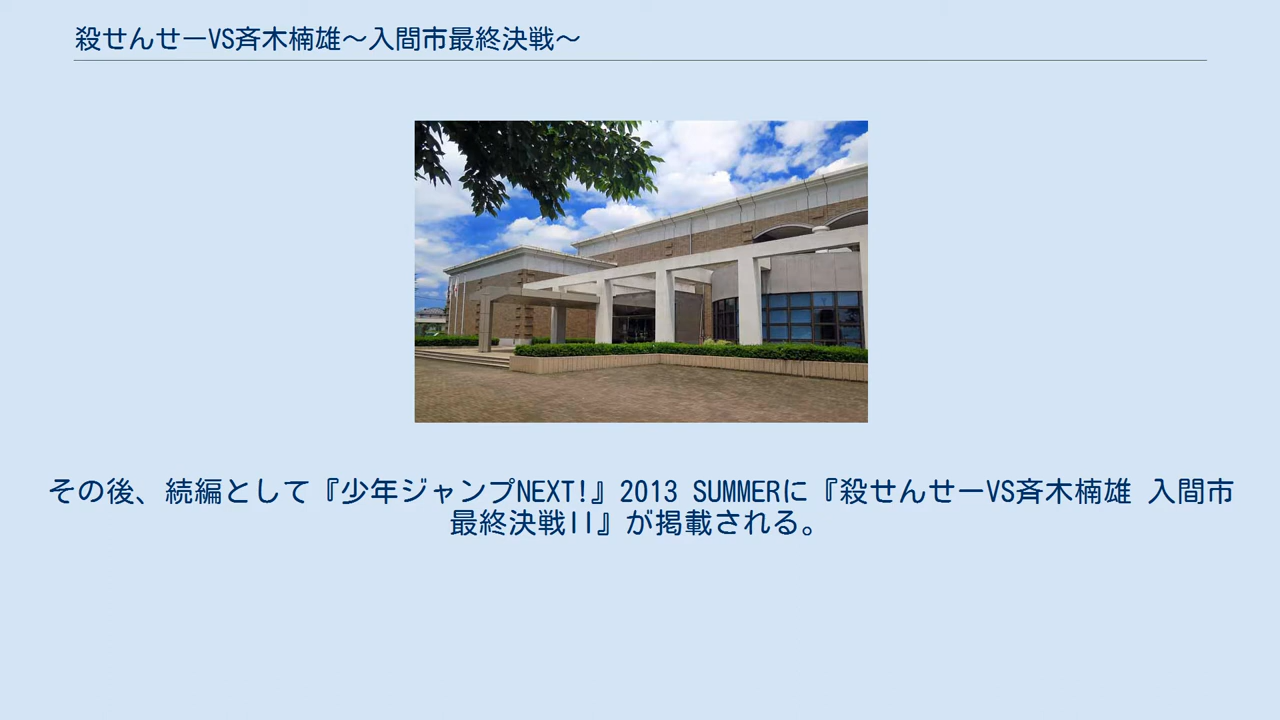 殺せんせーVS斉木楠雄〜入間市最終決戦〜
その後、続編として『少年ジャンプNEXT!』2013 SUMMERに『殺せんせーVS斉木楠雄 入間市
最終決戦II』が掲載される。